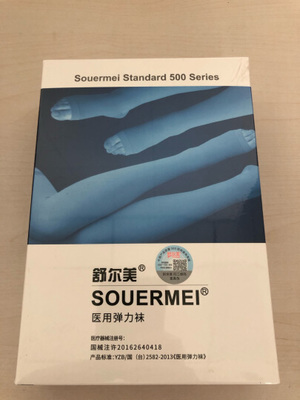 Souermei Standard 500 Series
舒尔美®
SOUERMEI®
医用弹力袜
医疗器械注册号:
国械注许20162640418
产品标准: YZB/国（台）2582-2013《医用弹力袜》